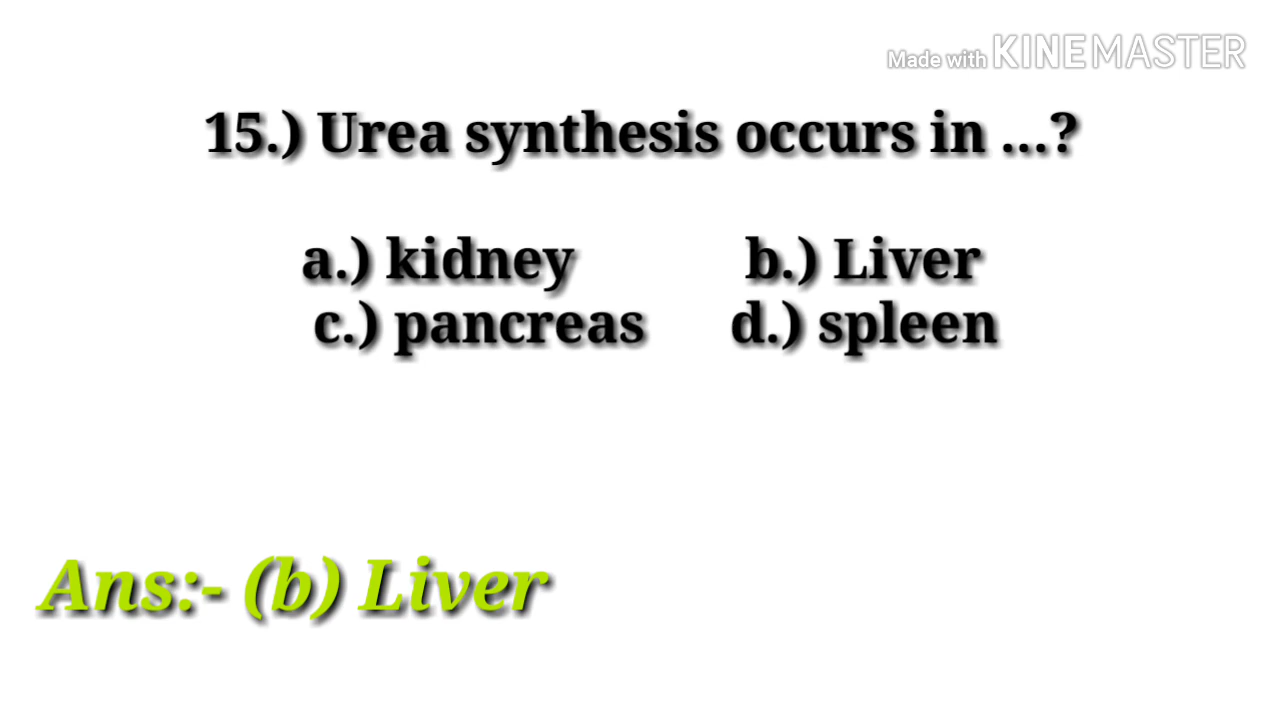 Made with KINEMASTER
15.) Urea synthesis occurs in ...?
a.) kidney b.) Liver
c.) pancreas d.) spleen
Ans:- (b) Liver